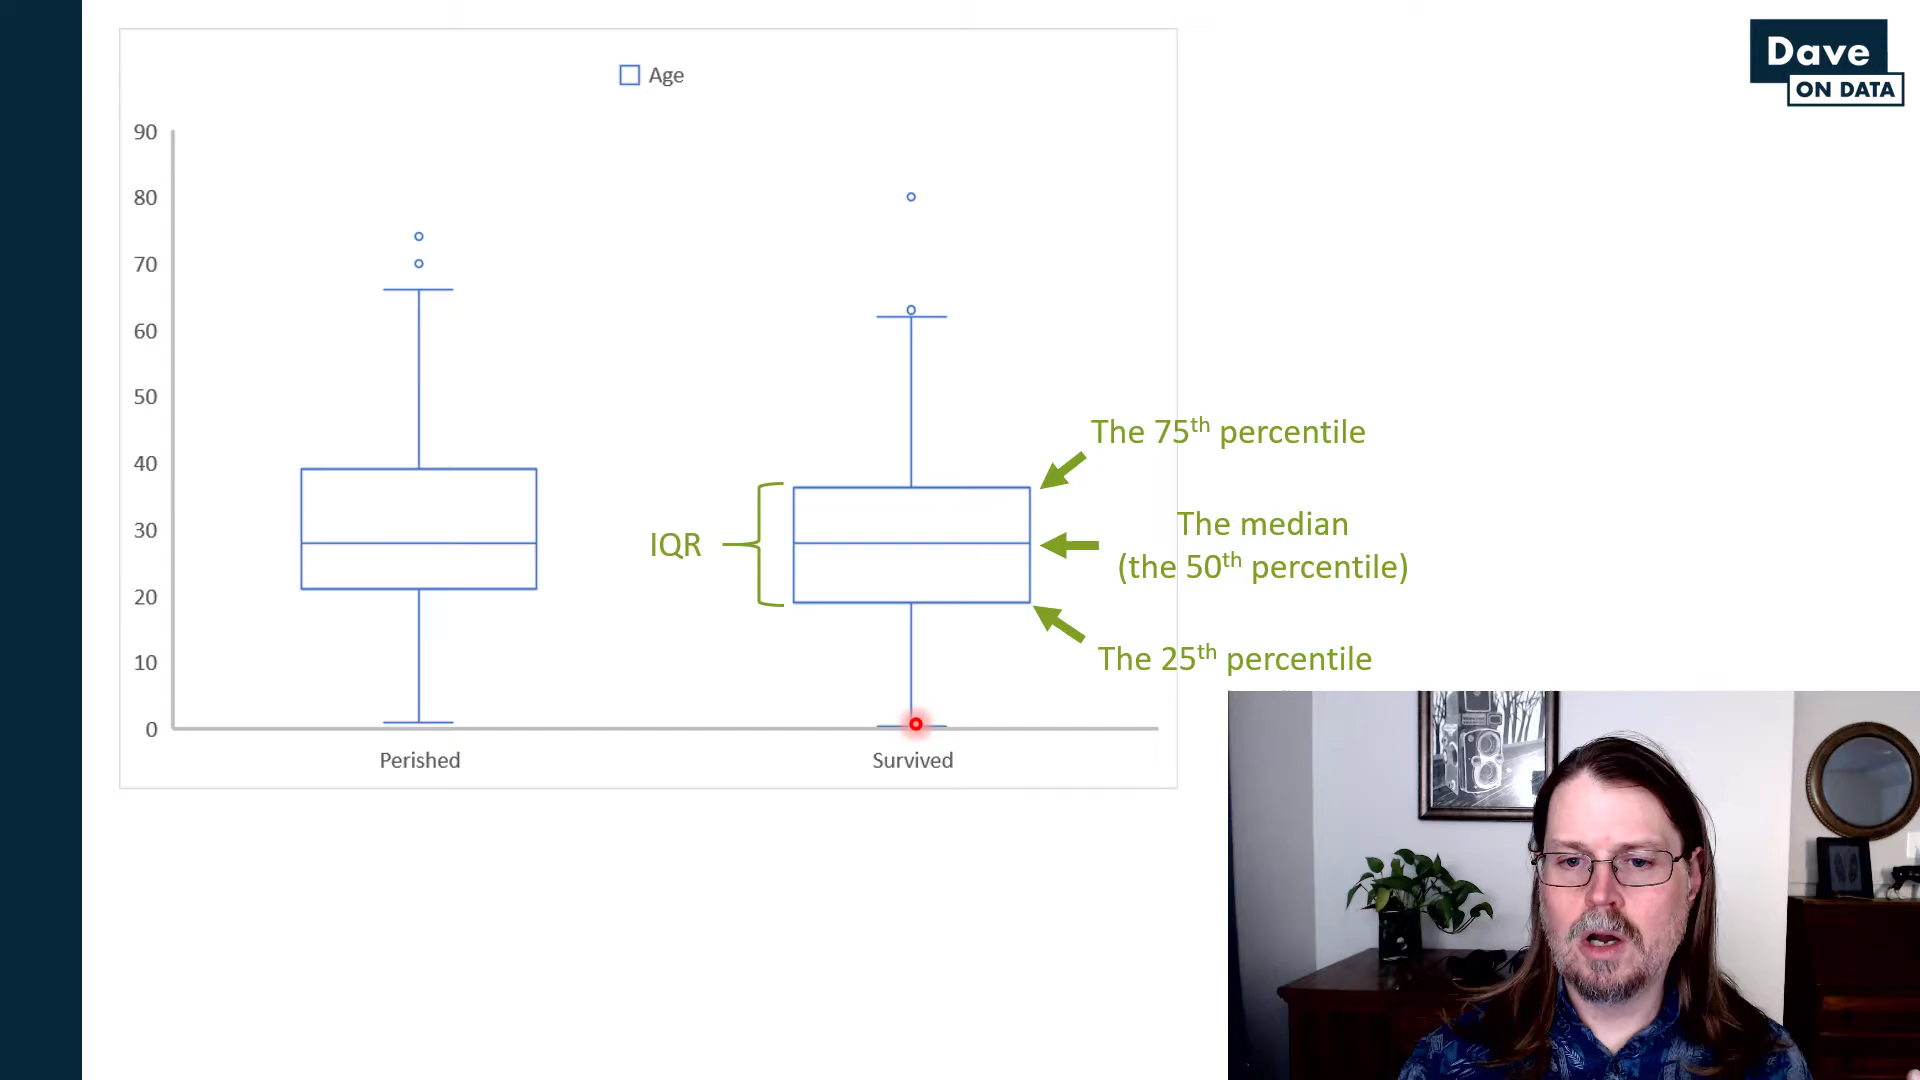 Dave
ON DATA
Age
90
80
70
60
50
40
30
20
10
0
The 75th percentile
IQR
The median
(the 50th percentile)
The 25th percentile
Perished
Survived